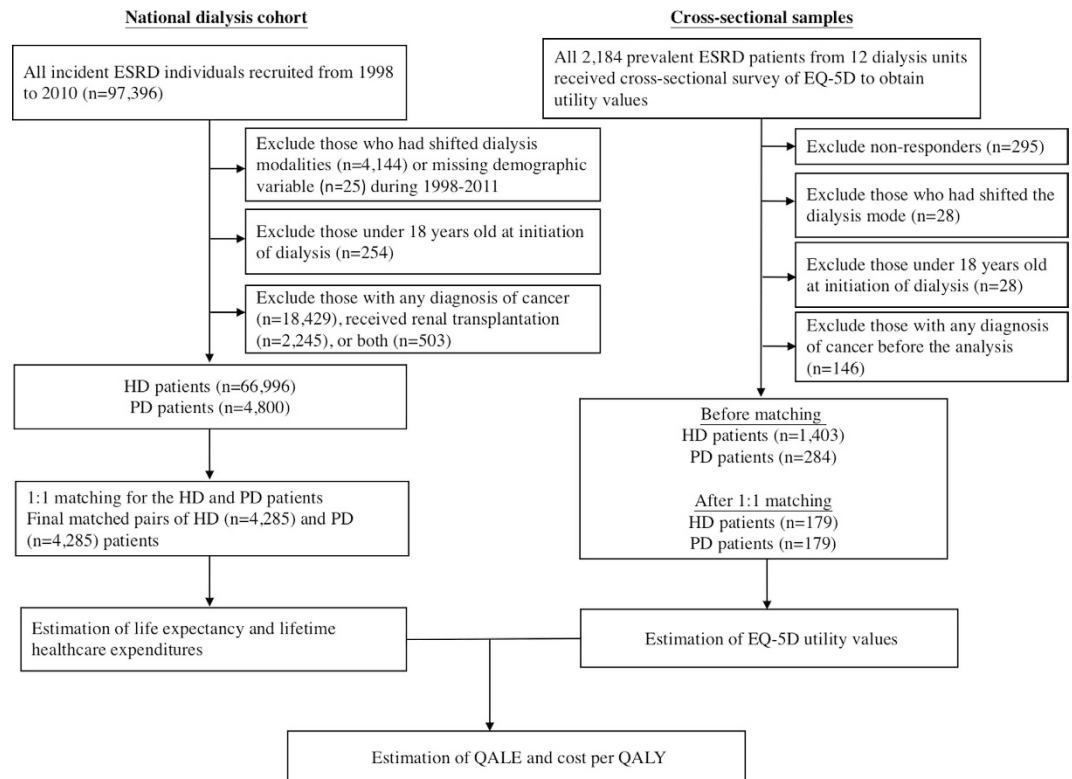 National dialysis cohort
All incident ESRD individuals recruited from 1998
to 2010 (n=97,396)
Exclude those who had shifted dialysis
modalities (n=4,144) or missing demographic
variable (n=25) during 1998-2011
Exclude those under 18 years old at initiation
of dialysis (n=254)
Exclude those with any diagnosis of cancer
(n=18,429), received renal transplantation
(n=2,245), or both (n=503)
HD patients (n=66,996)
PD patients (n=4,800)
1:1 matching for the HD and PD patients
Final matched pairs of HD (n=4,285) and PD
(n=4,285) patients
Estimation of life expectancy and lifetime
healthcare expenditures
Cross-sectional samples
All 2,184 prevalent ESRD patients from 12 dialysis units
received cross-sectional survey of EQ-5D to obtain
utility values
Exclude non-responders (n=295)
Exclude those who had shifted the
dialysis mode (n=28)
Exclude those under 18 years old
at initiation of dialysis (n=28)
Exclude those with any diagnosis
of cancer before the analysis
(n=146)
Before matching
HD patients (n=1,403)
PD patients (n=284)
After 1:1 matching
HD patients (n=179)
PD patients (n=179)
Estimation of EQ-5D utility values
Estimation of QALE and cost per QALY